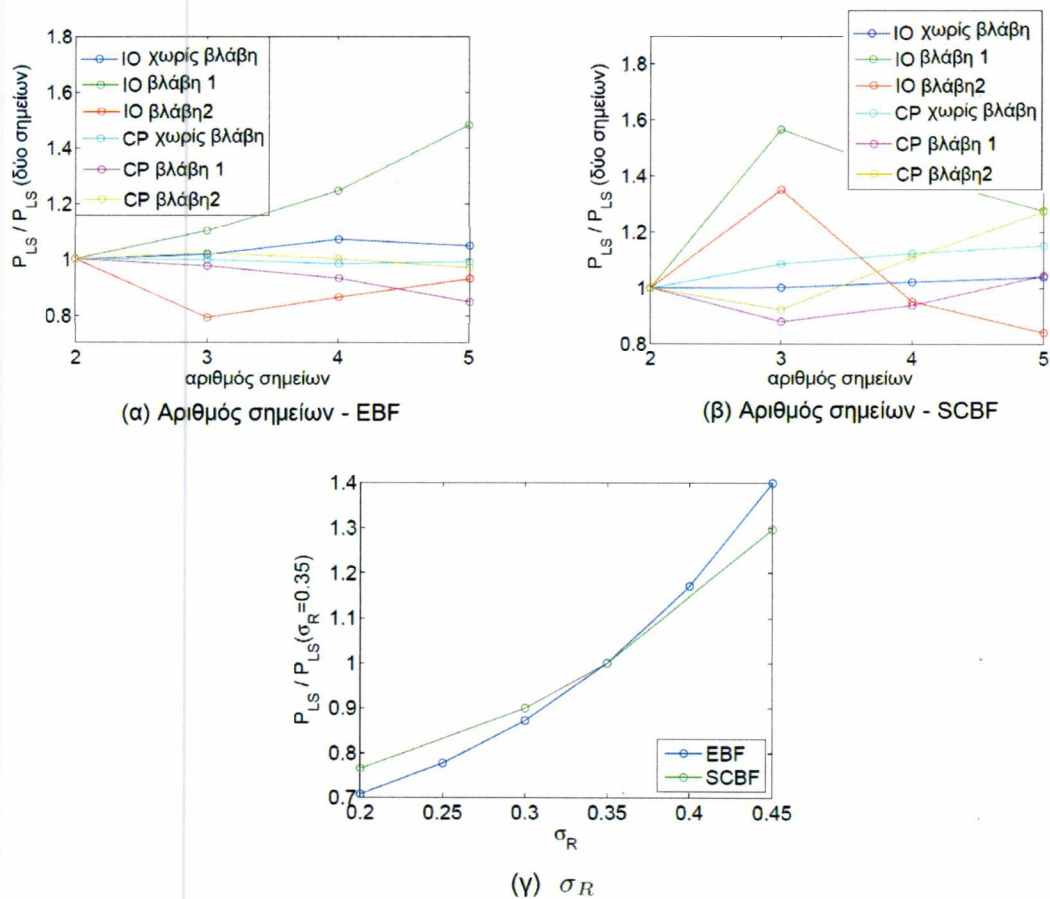 1.8
1.6
1.4
1.2
1
0.8
P_LS / P_LS (δύο σημείων)
IO χωρίς βλάβη
IO βλάβη 1
IO βλάβη2
CP χωρίς βλάβη
CP βλάβη 1
CP βλάβη2
2 3 4 5
αριθμός σημείων
(α) Αριθμός σημείων - EBF
1.8
1.6
1.4
1.2
1
0.8
P_LS / P_LS (δύο σημείων)
IO χωρίς βλάβη
IO βλάβη 1
IO βλάβη2
CP χωρίς βλάβη
CP βλάβη 1
CP βλάβη2
2 3 4 5
αριθμός σημείων
(β) Αριθμός σημείων - SCBF
1.4
1.3
1.2
1.1
1
0.9
0.8
0.7
P_LS / P_LS(σ_R=0.35)
EBF
SCBF
0.2 0.25 0.3 0.35 0.4 0.45
σ_R
(γ) σ_R